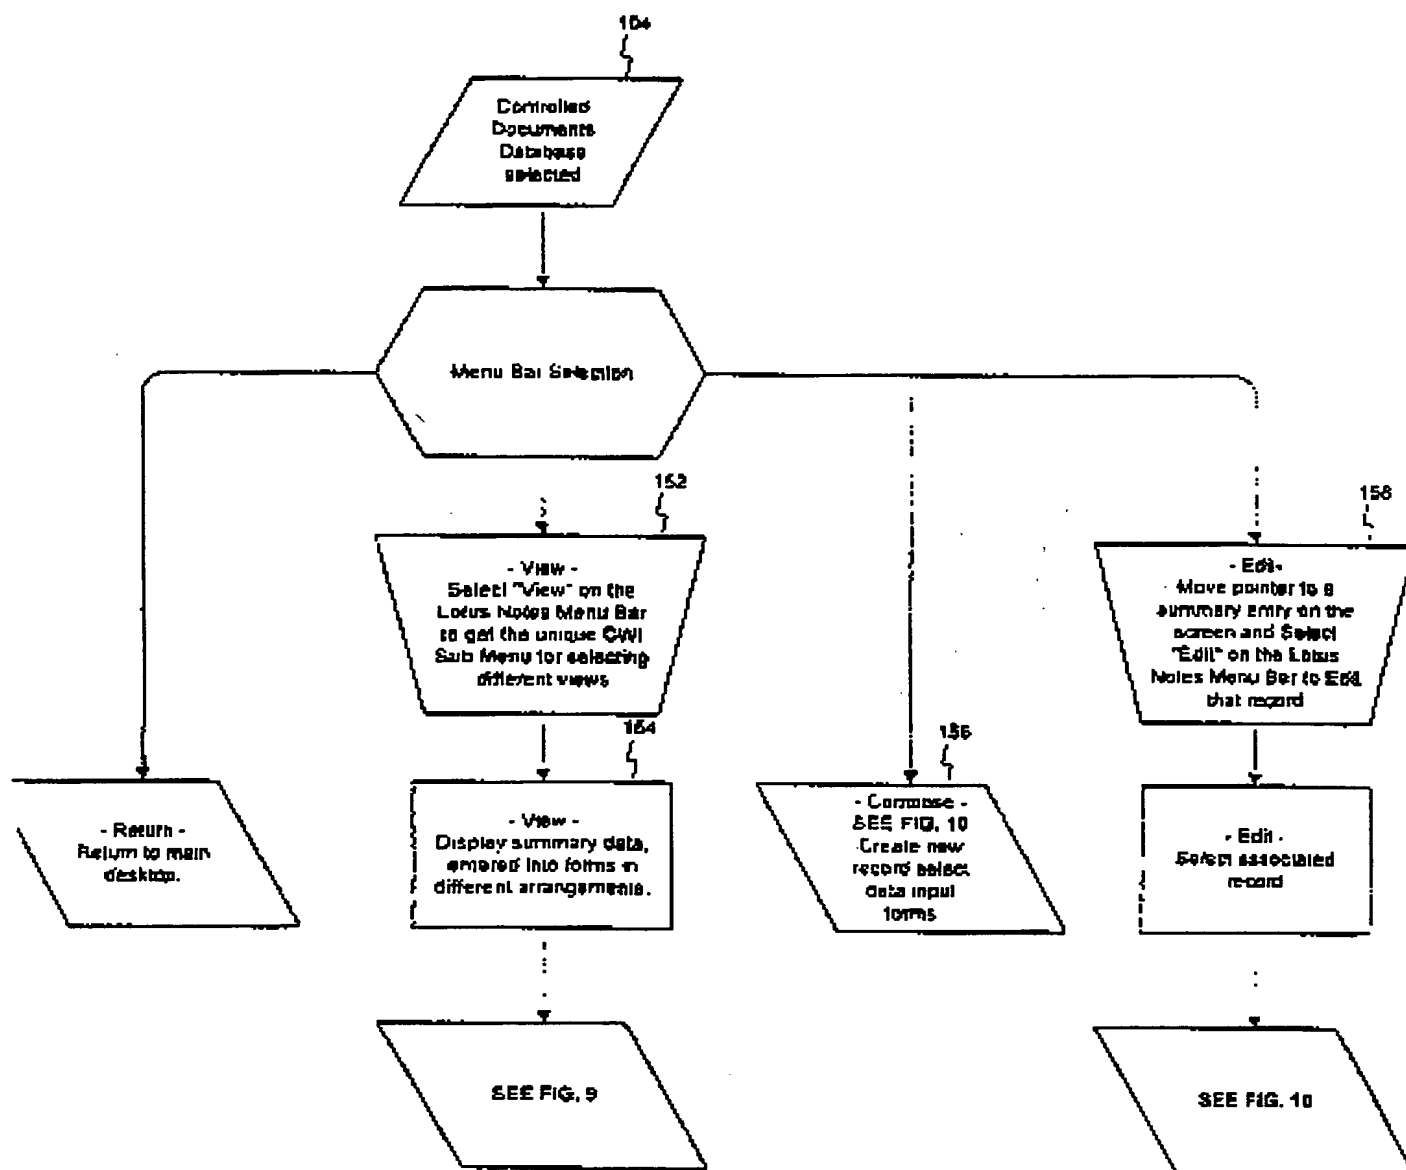 104
Controlled
Documents
Database
selected
Menu Bar Selection
152
- View -
Select "View" on the
Lotus Notes Menu Bar
to get the unique CWI
Sub Menu for selecting
different views
158
- Edit -
Move pointer to a
summary entry on the
screen and Select
"Edit" on the Lotus
Notes Menu Bar to Edit
that record
- Return -
Return to main
desktop.
154
- View -
Display summary data,
entered into forms in
different arrangements.
156
- Compose -
SEE FIG. 10
Create new
record select
data input
forms
- Edit -
Select associated
record
SEE FIG. 9
SEE FIG. 10